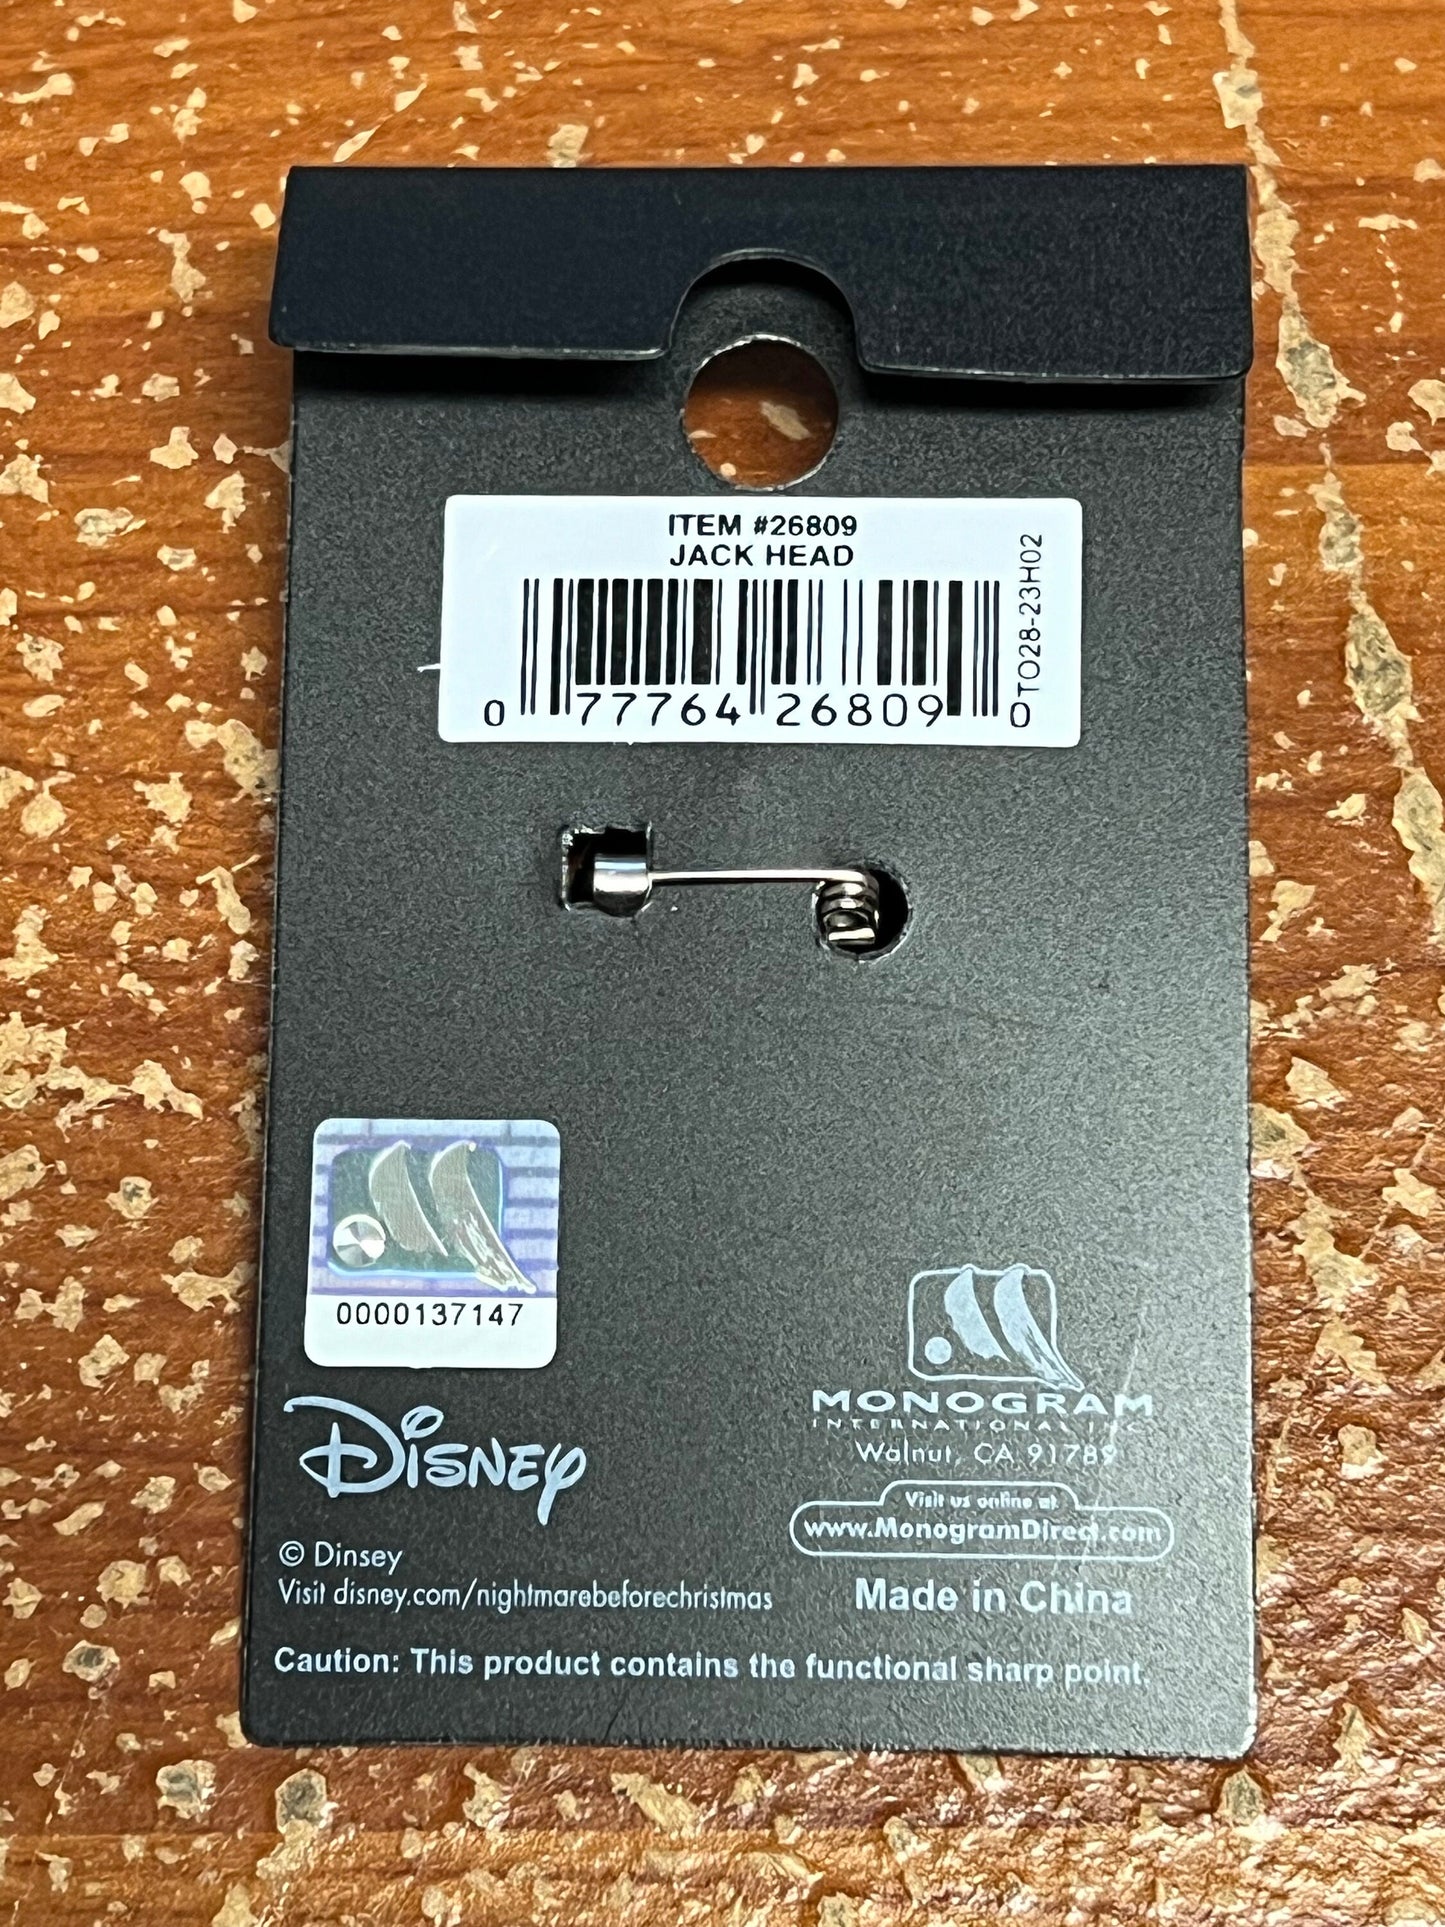 ITEM #26809
JACK HEAD
TO28-23H02
0 77764 26809 0
0000137147
Disney
© Dinsey
Visit disney.com/nightmarebeforechristmas
MONOGRAM
INTERNATIONAL INC
Walnut, CA 91789
Visit us online at
www.MonogramDirect.com
Made in China
Caution: This product contains the functional sharp point.